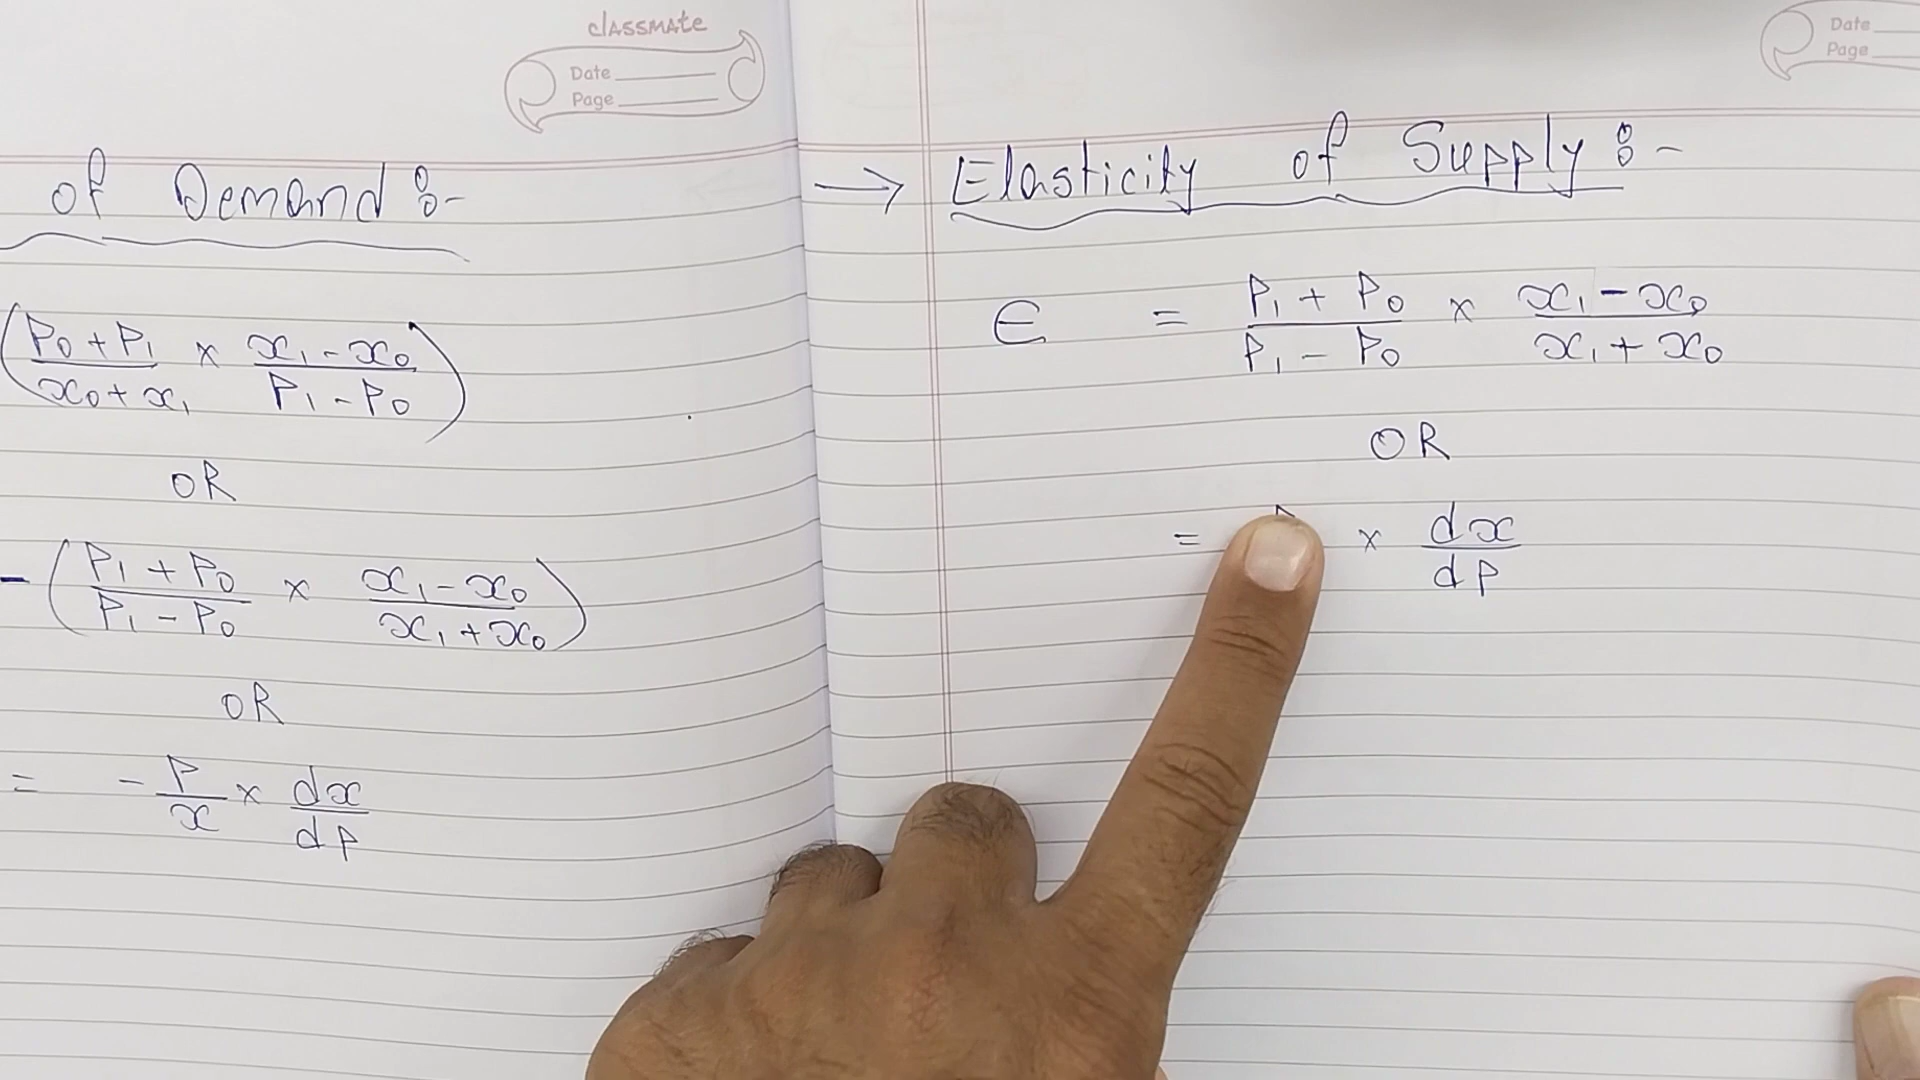 classmate
Date
Page
of Demand :-
(P0 + P1 / x0 + x1 × x1 - x0 / P1 - P0)
OR
- (P1 + P0 / P1 - P0 × x1 - x0 / x1 + x0)
OR
= - P/x × dx/dp
Date
Page
→ Elasticity of Supply :-
∈ = P1 + P0 / P1 - P0 × x1 - x0 / x1 + x0
OR
= × dx/dp